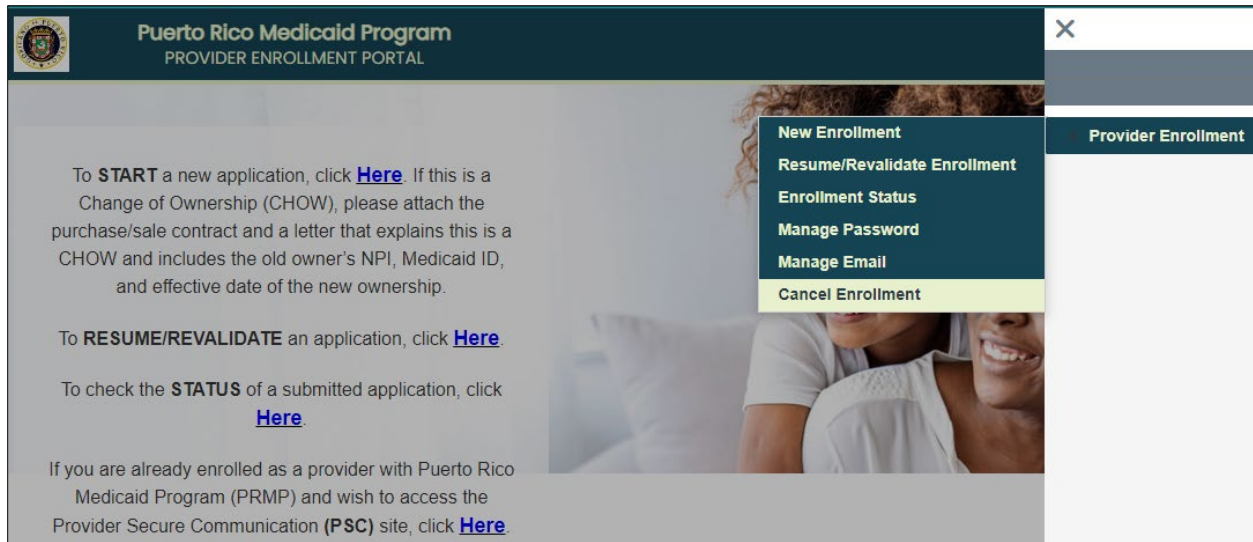 Puerto Rico Medicaid Program
PROVIDER ENROLLMENT PORTAL
To START a new application, click Here. If this is a
Change of Ownership (CHOW), please attach the
purchase/sale contract and a letter that explains this is a
CHOW and includes the old owner's NPI, Medicaid ID,
and effective date of the new ownership.
To RESUME/REVALIDATE an application, click Here.
To check the STATUS of a submitted application, click
Here.
If you are already enrolled as a provider with Puerto Rico
Medicaid Program (PRMP) and wish to access the
Provider Secure Communication (PSC) site, click Here.
New Enrollment
Resume/Revalidate Enrollment
Enrollment Status
Manage Password
Manage Email
Cancel Enrollment
Provider Enrollment